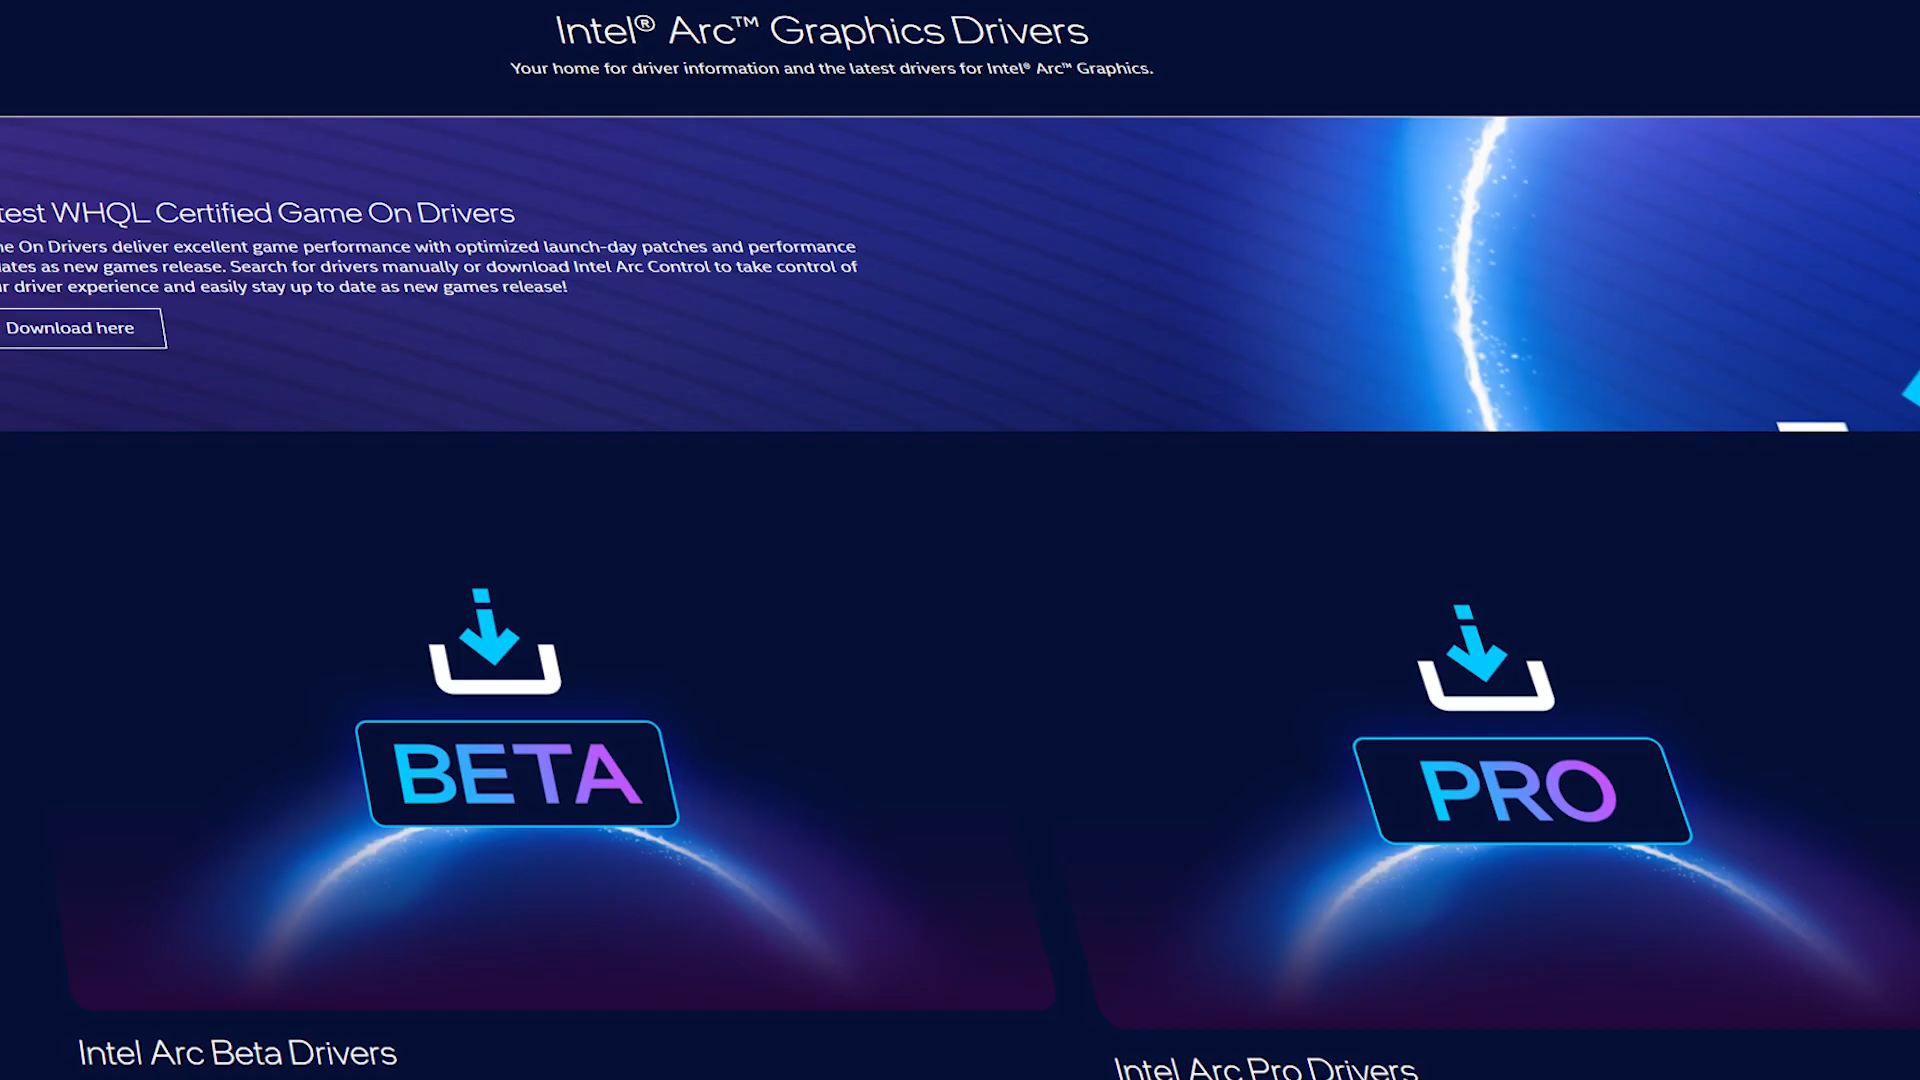 Intel® Arc™ Graphics Drivers
Your home for driver information and the latest drivers for Intel® Arc™ Graphics.
WHQL Certified Game On Drivers
On Drivers deliver excellent game performance with optimized launch-day patches and performance
as new games release. Search for drivers manually or download Intel Arc Control to take control of
driver experience and easily stay up to date as new games release!
Download here
BETA
PRO
Intel Arc Beta Drivers
Intel Arc Pro Drivers